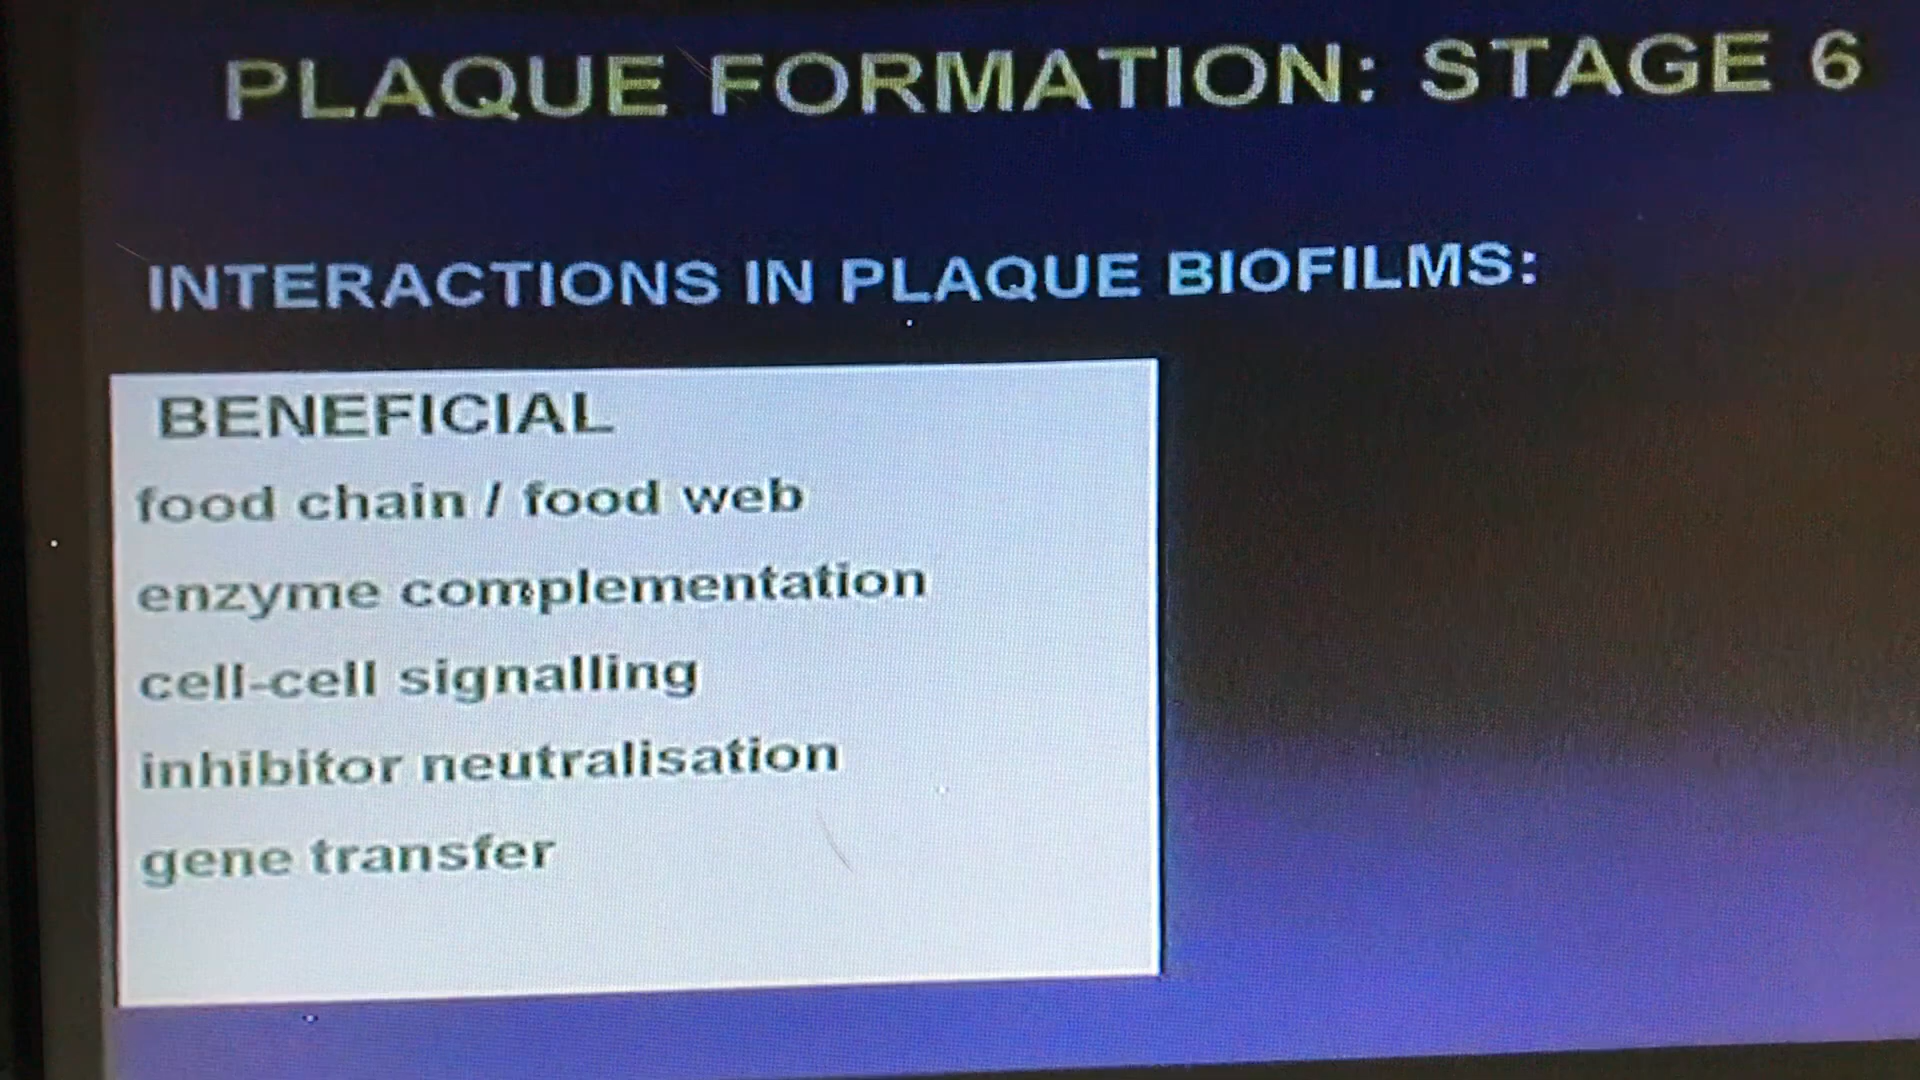 PLAQUE FORMATION: STAGE 6
INTERACTIONS IN PLAQUE BIOFILMS:
BENEFICIAL
food chain / food web
enzyme complementation
cell-cell signalling
inhibitor neutralisation
gene transfer